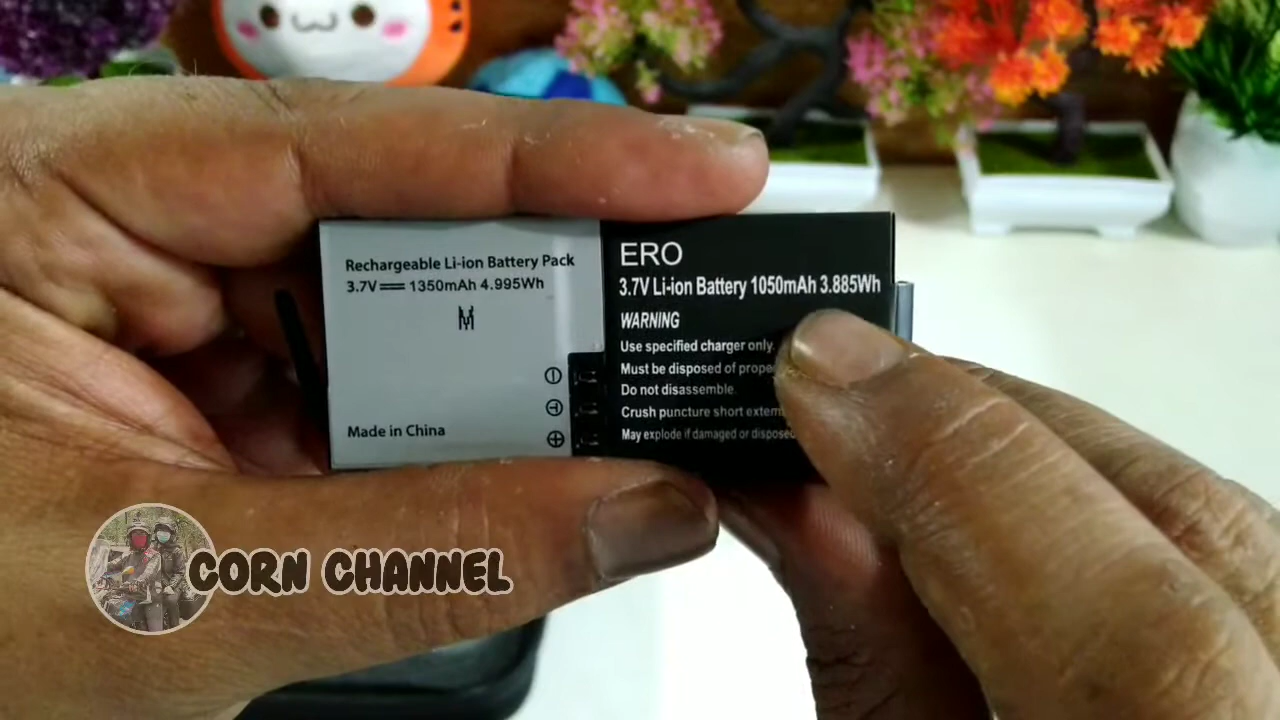 Rechargeable Li-ion Battery Pack
3.7V 1350mAh 4.995Wh
Made in China
ERO
3.7V Li-ion Battery 1050mAh 3.885Wh
WARNING
Use specified charger only.
Must be disposed of
Do not disassemble.
Crush puncture short
May explode if damaged or
CORN CHANNEL